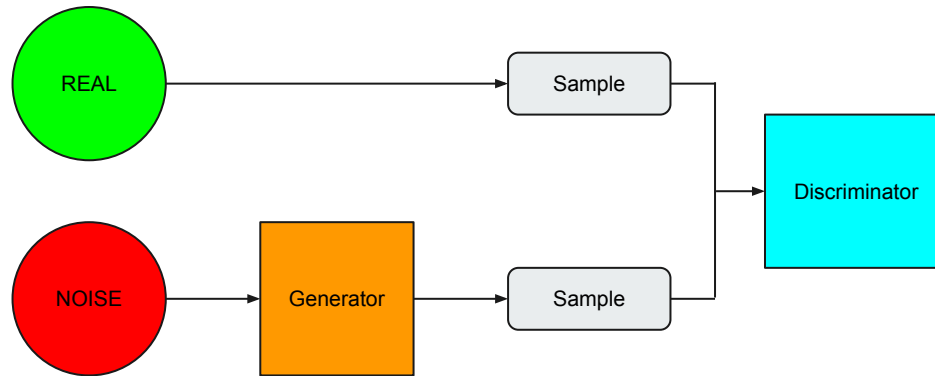 REAL
Sample
Discriminator
NOISE
Generator
Sample